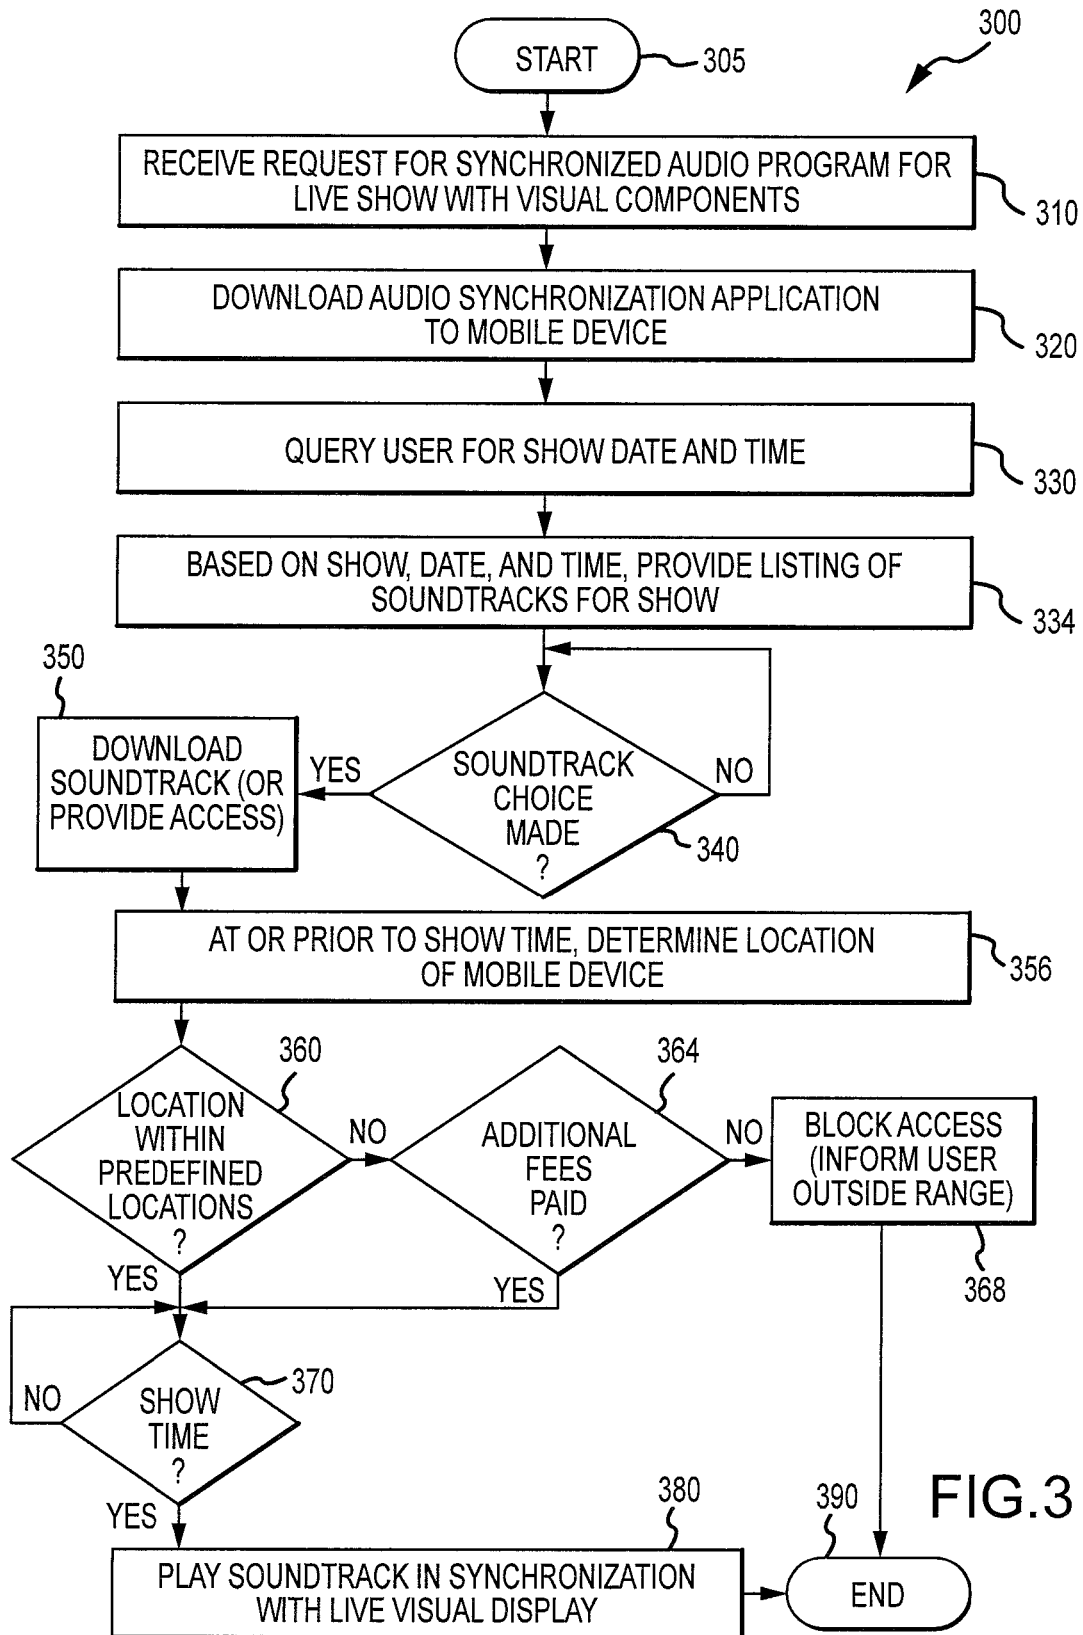 300
START
305
RECEIVE REQUEST FOR SYNCHRONIZED AUDIO PROGRAM FOR
LIVE SHOW WITH VISUAL COMPONENTS
310
DOWNLOAD AUDIO SYNCHRONIZATION APPLICATION
TO MOBILE DEVICE
320
QUERY USER FOR SHOW DATE AND TIME
330
BASED ON SHOW, DATE, AND TIME, PROVIDE LISTING OF
SOUNDTRACKS FOR SHOW
334
350
DOWNLOAD
SOUNDTRACK (OR
PROVIDE ACCESS)
YES
SOUNDTRACK
CHOICE
MADE
?
NO
340
AT OR PRIOR TO SHOW TIME, DETERMINE LOCATION
OF MOBILE DEVICE
356
360
LOCATION
WITHIN
PREDEFINED
LOCATIONS
?
NO
YES
364
ADDITIONAL
FEES
PAID
?
NO
YES
BLOCK ACCESS
(INFORM USER
OUTSIDE RANGE)
368
370
SHOW
TIME
?
NO
YES
380
PLAY SOUNDTRACK IN SYNCHRONIZATION
WITH LIVE VISUAL DISPLAY
390
END
FIG.3